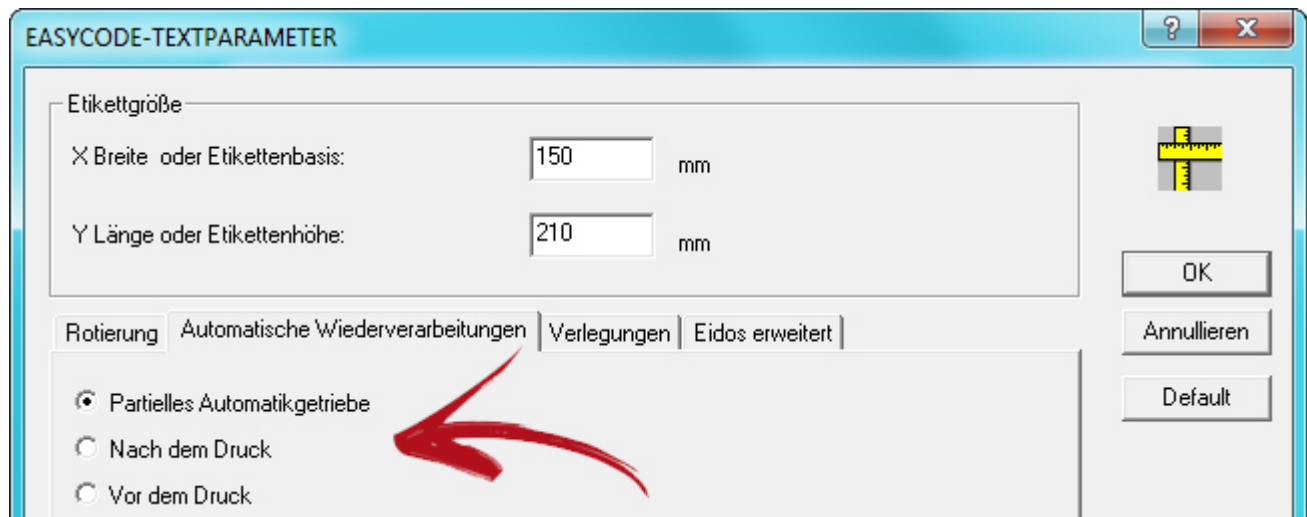 EASYCODE-TEXTPARAMETER
Etikettgröße
X Breite oder Etikettenbasis: 150 mm
Y Länge oder Etikettenhöhe: 210 mm
OK
Rotierung Automatische Wiederverarbeitungen Verlegungen Eidos erweitert
Annullieren
Partielles Automatikgetriebe
Default
Nach dem Druck
Vor dem Druck